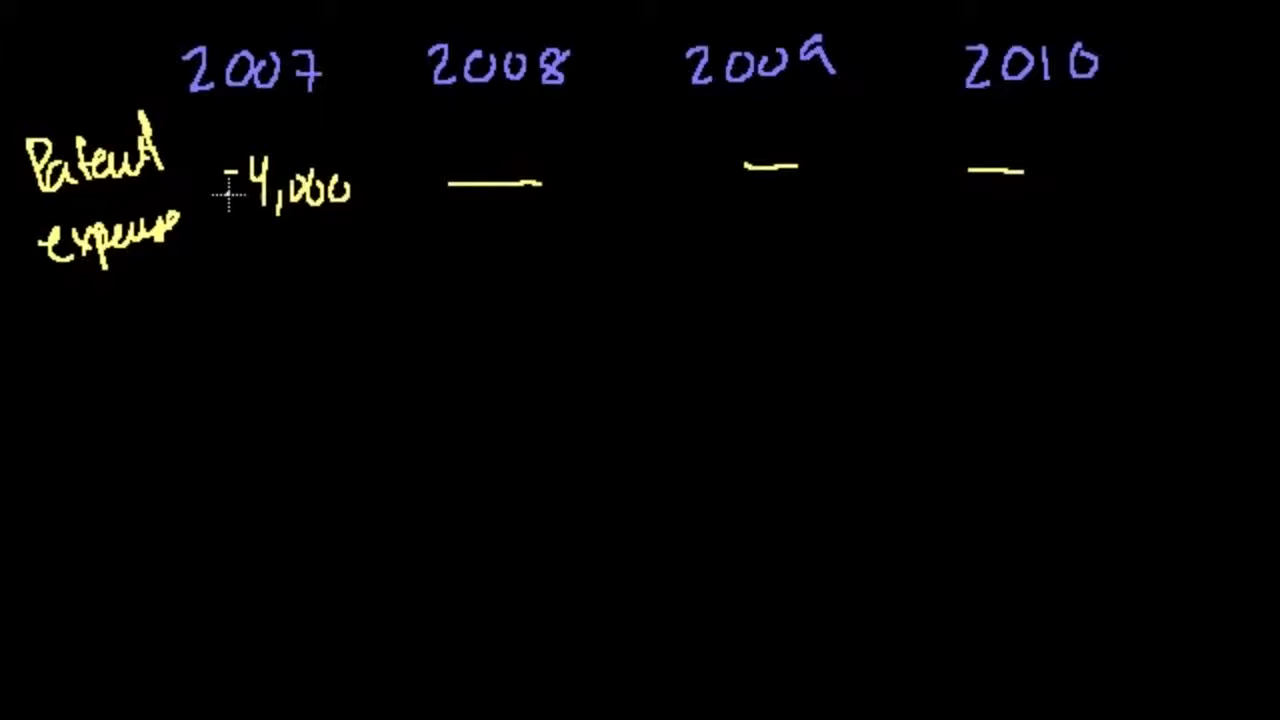 2007 2008 2009 2010
Patent -4,000 — — —
expense